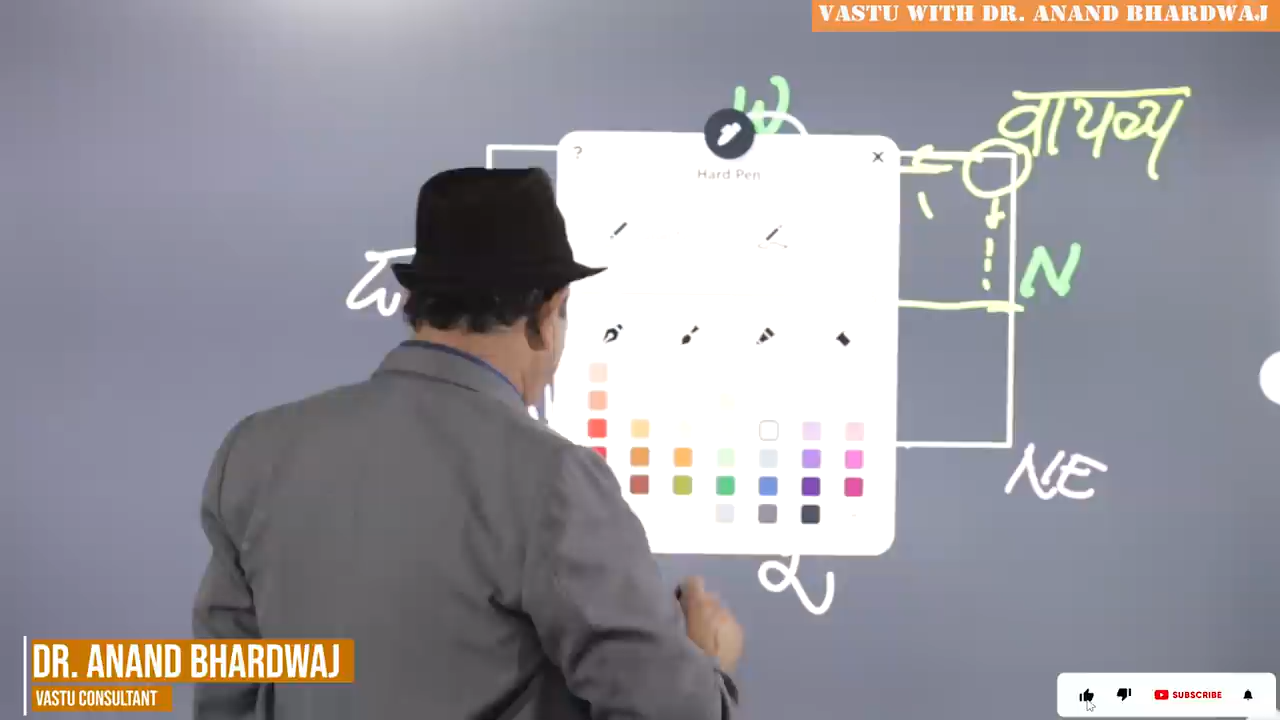 VASTU WITH DR. ANAND BHARDWAJ
W
वायव्य
?
Hard Pen
N
NE
DR. ANAND BHARDWAJ
VASTU CONSULTANT
SUBSCRIBE